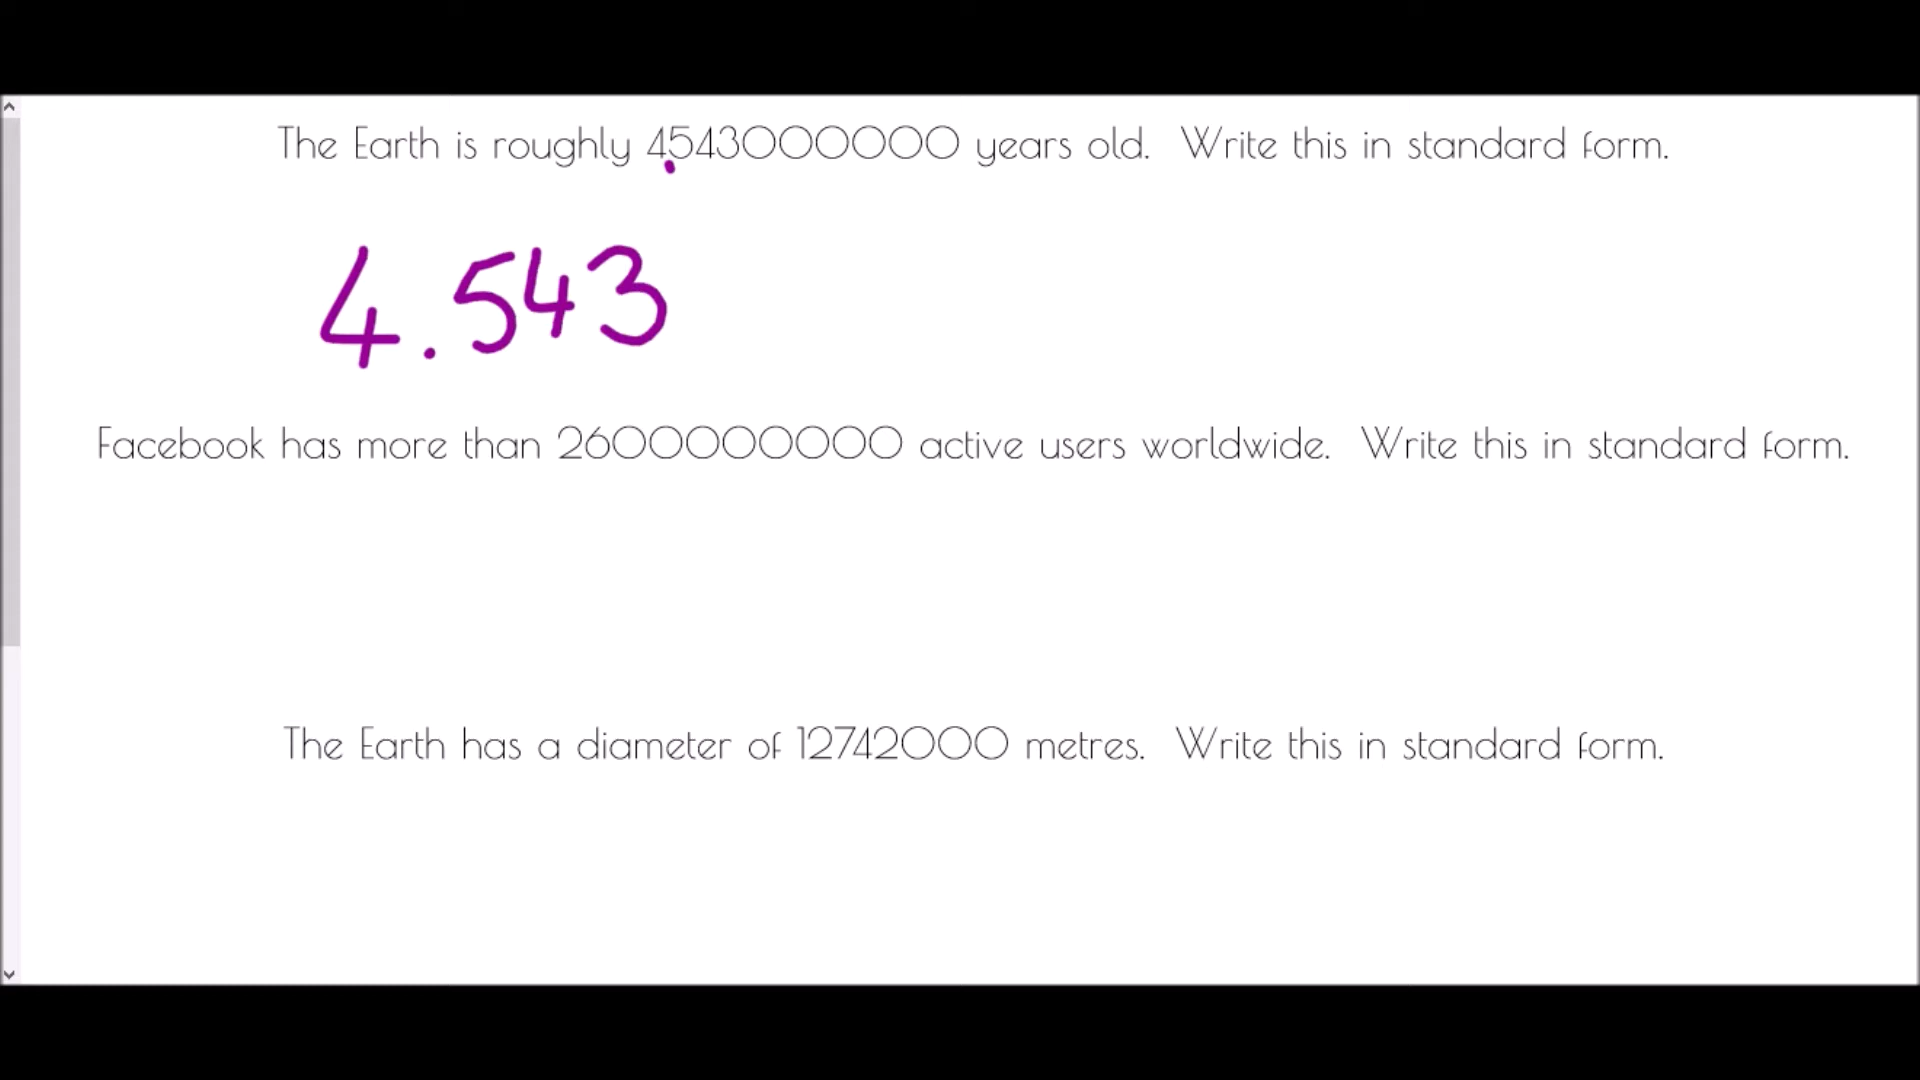 The Earth is roughly 4543000000 years old. Write this in standard form.
4.543
Facebook has more than 2600000000 active users worldwide. Write this in standard form.
The Earth has a diameter of 12742000 metres. Write this in standard form.